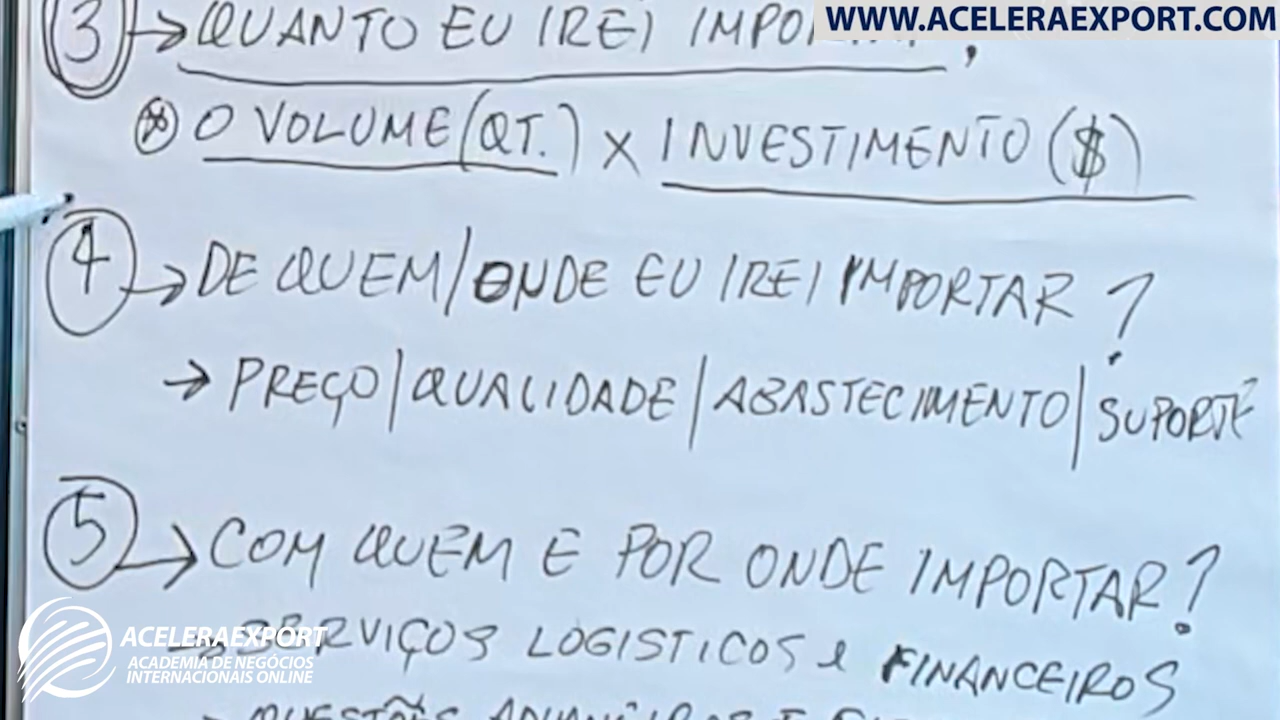 WWW.ACELERAEXPORT.COM
3 → QUANTO EU IREI
* O VOLUME (QT.) X INVESTIMENTO ($)
4 → DE QUEM/ONDE EU IREI IMPORTAR?
→ PREÇO | QUALIDADE | ABASTECIMENTO | SUPORTE
5 → COM QUEM E POR ONDE IMPORTAR?
→ SERVIÇOS LOGISTICOS e FINANCEIROS
QUESTÕES
ACELERAEXPORT
ACADEMIA DE NEGÓCIOS
INTERNACIONAIS ONLINE